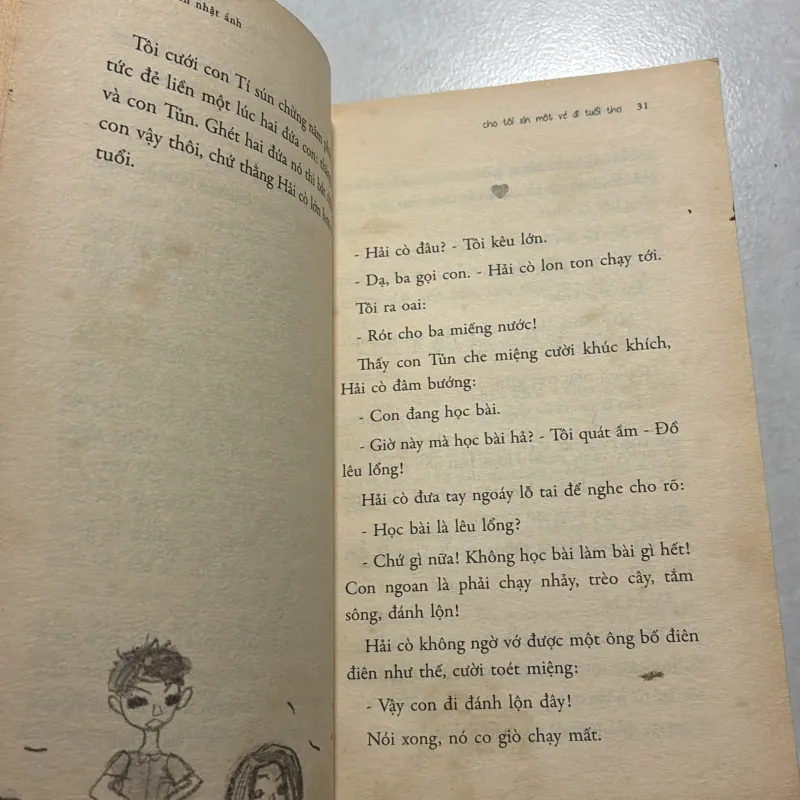 nhật ánh
Tôi cưới con Tí sún chừng năm
tức đẻ liền một lúc hai đứa con:
và con Tủn. Ghét hai đứa nó thì bắt
con vậy thôi, chứ thằng Hải cò lớn hơn
tuổi.
cho tôi xin một vé đi tuổi thơ 31
- Hải cò đâu? - Tôi kêu lớn.
- Dạ, ba gọi con. - Hải cò lon ton chạy tới.
Tôi ra oai:
- Rót cho ba miếng nước!
Thấy con Tủn che miệng cười khúc khích,
Hải cò đâm bướng:
- Con đang học bài.
- Giờ này mà học bài hả? - Tôi quát ầm - Đồ
lêu lổng!
Hải cò đưa tay ngoáy lỗ tai để nghe cho rõ:
- Học bài là lêu lổng?
- Chứ gì nữa! Không học bài làm bài gì hết!
Con ngoan là phải chạy nhảy, trèo cây, tắm
sông, đánh lộn!
Hải cò không ngờ vớ được một ông bố điên
điên như thế, cười toét miệng:
- Vậy con đi đánh lộn đây!
Nói xong, nó co giò chạy mất.